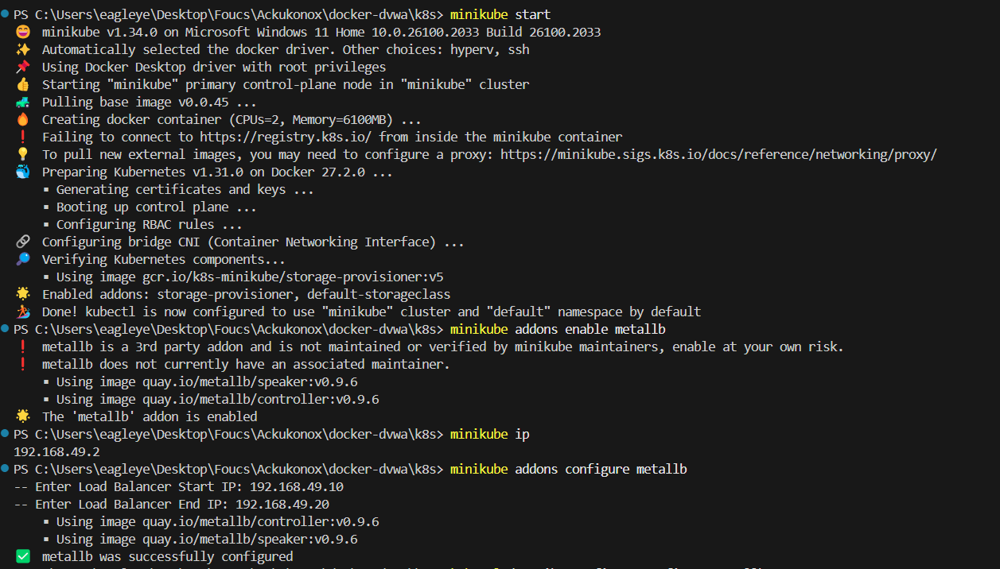 PS C:\Users\eagleye\Desktop\Foucs\Ackukonox\docker-dvwa\k8s> minikube start
😄 minikube v1.34.0 on Microsoft Windows 11 Home 10.0.26100.2033 Build 26100.2033
✨ Automatically selected the docker driver. Other choices: hyperv, ssh
📌 Using Docker Desktop driver with root privileges
👍 Starting "minikube" primary control-plane node in "minikube" cluster
🚜 Pulling base image v0.0.45 ...
🔥 Creating docker container (CPUs=2, Memory=6100MB) ...
❗ Failing to connect to https://registry.k8s.io/ from inside the minikube container
💡 To pull new external images, you may need to configure a proxy: https://minikube.sigs.k8s.io/docs/reference/networking/proxy/
🐳 Preparing Kubernetes v1.31.0 on Docker 27.2.0 ...
▪ Generating certificates and keys ...
▪ Booting up control plane ...
▪ Configuring RBAC rules ...
🔗 Configuring bridge CNI (Container Networking Interface) ...
🔎 Verifying Kubernetes components...
▪ Using image gcr.io/k8s-minikube/storage-provisioner:v5
🌟 Enabled addons: storage-provisioner, default-storageclass
🏄 Done! kubectl is now configured to use "minikube" cluster and "default" namespace by default
PS C:\Users\eagleye\Desktop\Foucs\Ackukonox\docker-dvwa\k8s> minikube addons enable metallb
❗ metallb is a 3rd party addon and is not maintained or verified by minikube maintainers, enable at your own risk.
❗ metallb does not currently have an associated maintainer.
▪ Using image quay.io/metallb/speaker:v0.9.6
▪ Using image quay.io/metallb/controller:v0.9.6
🌟 The 'metallb' addon is enabled
PS C:\Users\eagleye\Desktop\Foucs\Ackukonox\docker-dvwa\k8s> minikube ip
192.168.49.2
PS C:\Users\eagleye\Desktop\Foucs\Ackukonox\docker-dvwa\k8s> minikube addons configure metallb
-- Enter Load Balancer Start IP: 192.168.49.10
-- Enter Load Balancer End IP: 192.168.49.20
▪ Using image quay.io/metallb/controller:v0.9.6
▪ Using image quay.io/metallb/speaker:v0.9.6
✅ metallb was successfully configured